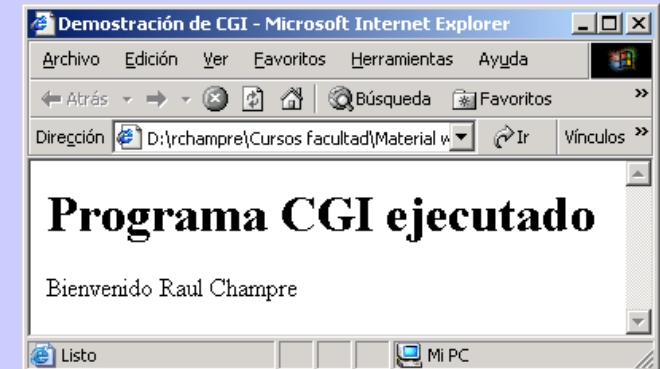 Demostración de CGI - Microsoft Internet Explorer
Archivo Edición Ver Favoritos Herramientas Ayuda
Atrás Búsqueda Favoritos »
Dirección D:\rchampre\Cursos facultad\Material w Ir Vínculos »
Programa CGI ejecutado
Bienvenido Raul Champre
Listo Mi PC